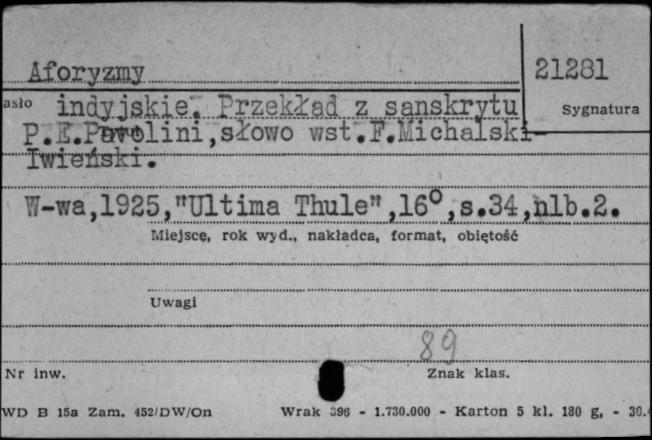 Aforyzmy
21281
asło indyjskie. Przekład z sanskrytu
Sygnatura
P.E.Pavolini,słowo wst.F.Michalski-
Iwieński.
W-wa,1925,"Ultima Thule",16°,s.34,nlb.2.
Miejsce, rok wyd., nakładca, format, objętość
Uwagi
89
Nr inw.
Znak klas.
WD B 15a Zam. 452/DW/On
Wrak 396 - 1.730.000 - Karton 5 kl. 180 g. - 30.